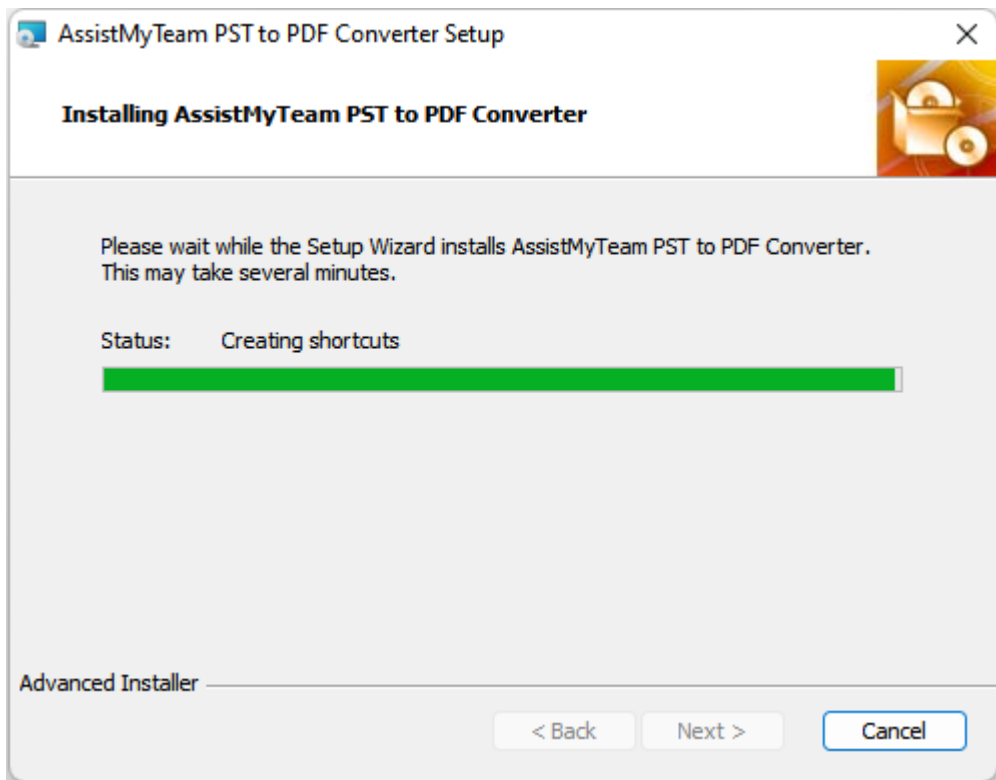 AssistMyTeam PST to PDF Converter Setup
Installing AssistMyTeam PST to PDF Converter
Please wait while the Setup Wizard installs AssistMyTeam PST to PDF Converter.
This may take several minutes.
Status: Creating shortcuts
Advanced Installer
< Back Next > Cancel